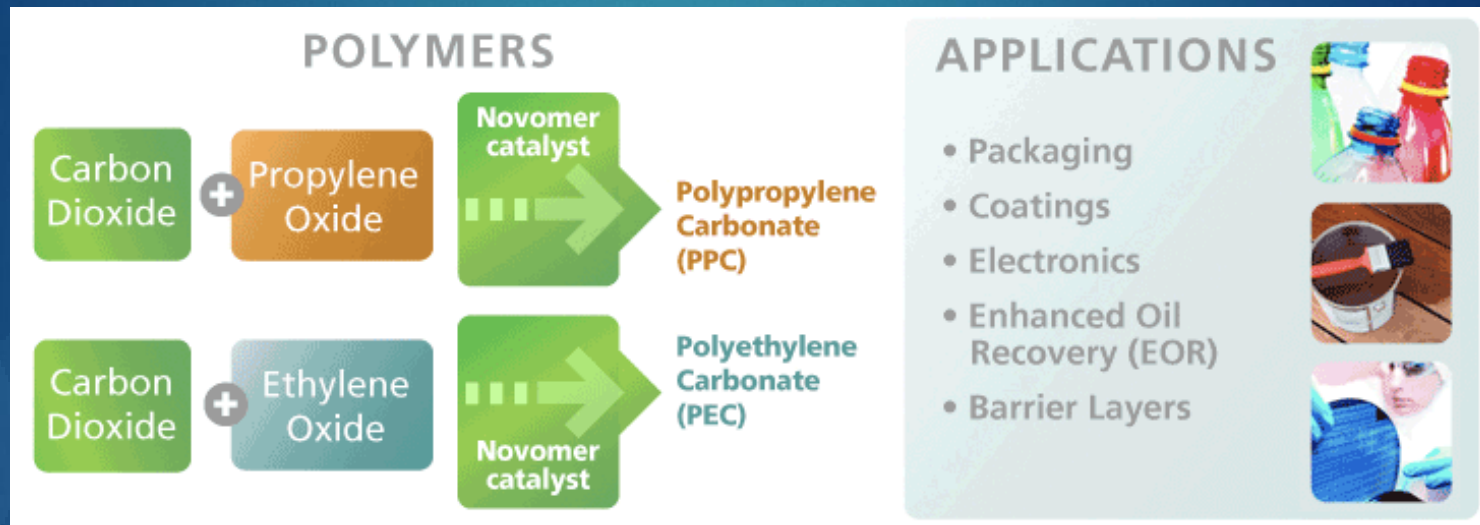 POLYMERS
Carbon
Dioxide
+
Propylene
Oxide
Novomer
catalyst
Polypropylene
Carbonate
(PPC)
Carbon
Dioxide
+
Ethylene
Oxide
Novomer
catalyst
Polyethylene
Carbonate
(PEC)
APPLICATIONS
• Packaging
• Coatings
• Electronics
• Enhanced Oil
Recovery (EOR)
• Barrier Layers